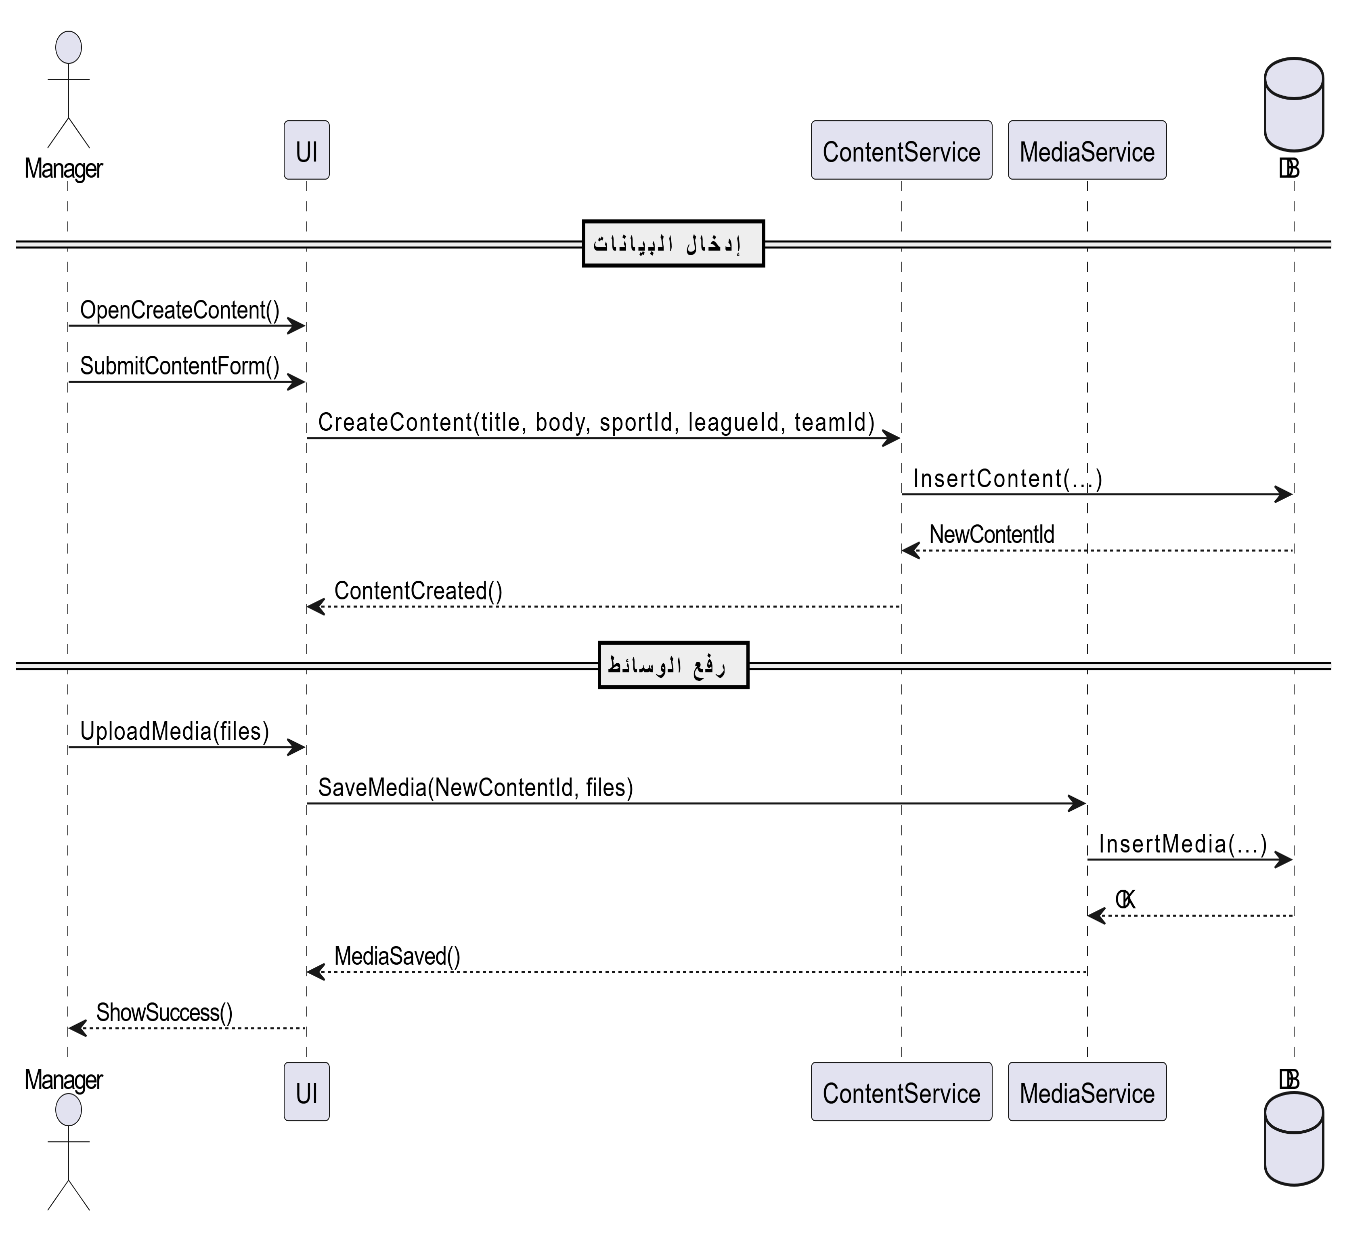 Manager
UI
ContentService
MediaService
DB
إدخال البيانات
OpenCreateContent()
SubmitContentForm()
CreateContent(title, body, sportId, leagueId, teamId)
InsertContent(...)
NewContentId
ContentCreated()
رفع الوسائط
UploadMedia(files)
SaveMedia(NewContentId, files)
InsertMedia(...)
OK
MediaSaved()
ShowSuccess()
Manager
UI
ContentService
MediaService
DB